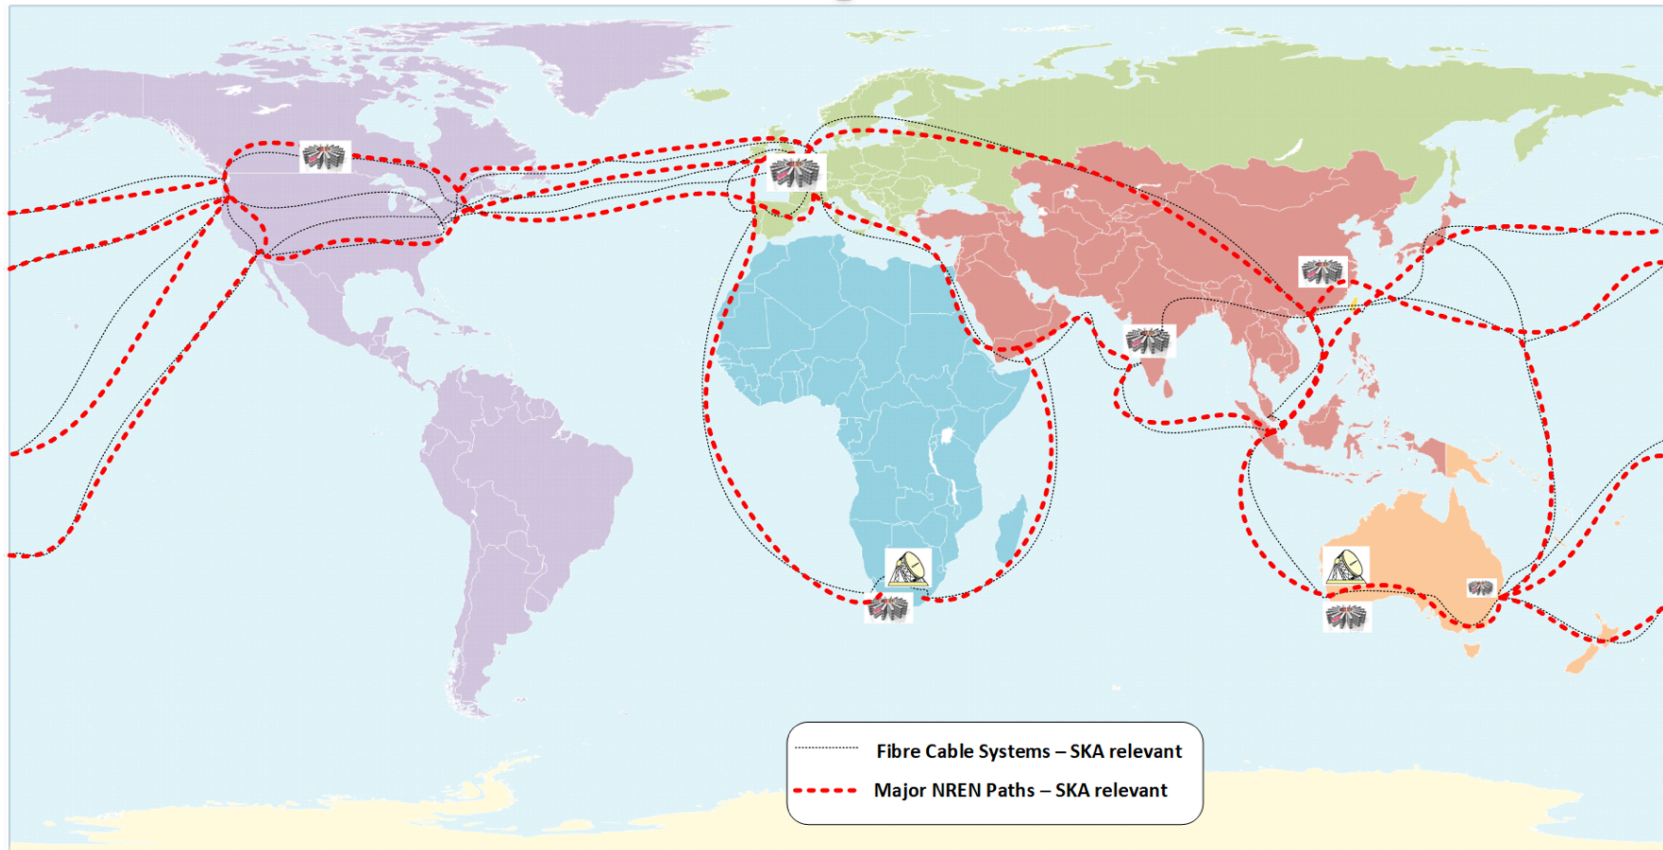 Fibre Cable Systems – SKA relevant
Major NREN Paths – SKA relevant